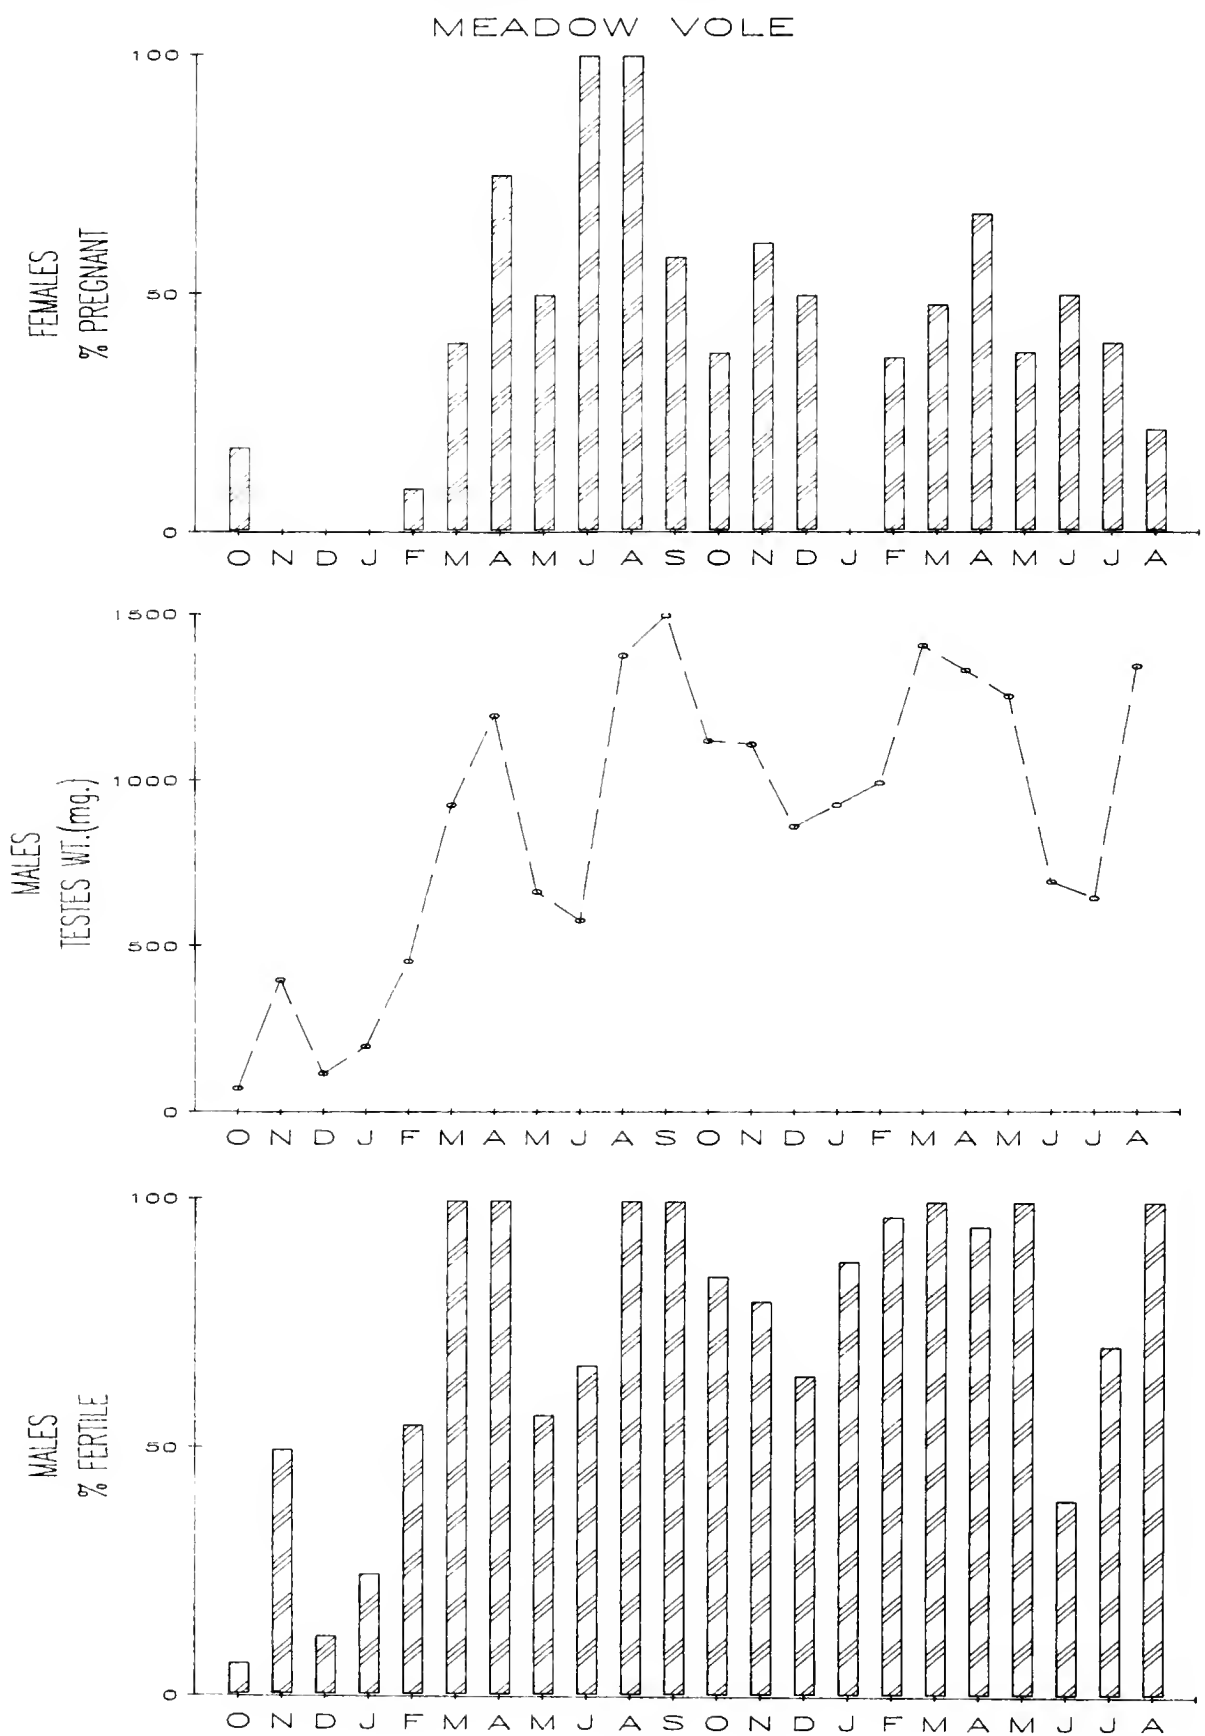 MEADOW VOLE
100
50
0
FEMALES
% PREGNANT
O N D J F M A M J A S O N D J F M A M J J A
1500
1000
500
0
MALES
TESTES WT.(mg.)
O N D J F M A M J A S O N D J F M A M J J A
100
50
0
MALES
% FERTILE
O N D J F M A M J A S O N D J F M A M J J A